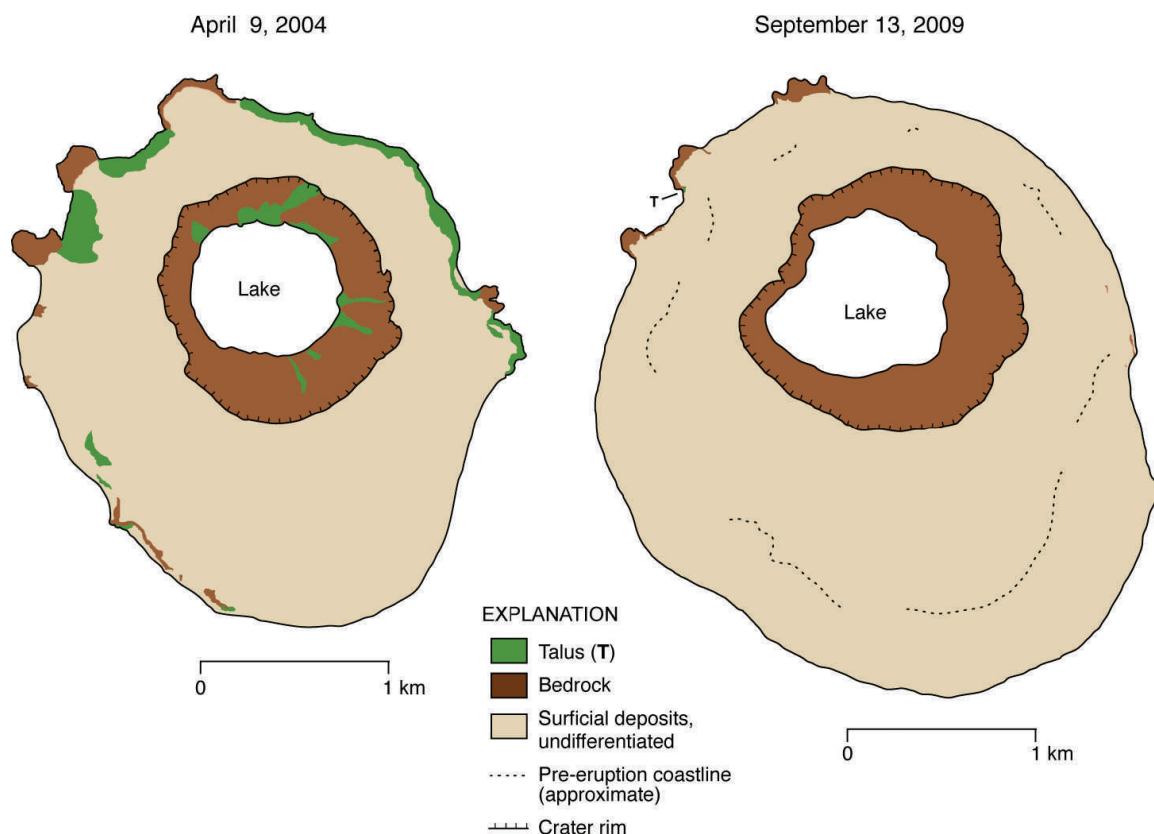 April 9, 2004
September 13, 2009
T
Lake
Lake
EXPLANATION
Talus (T)
Bedrock
Surficial deposits,
undifferentiated
Pre-eruption coastline
(approximate)
Crater rim
0
1 km
0
1 km